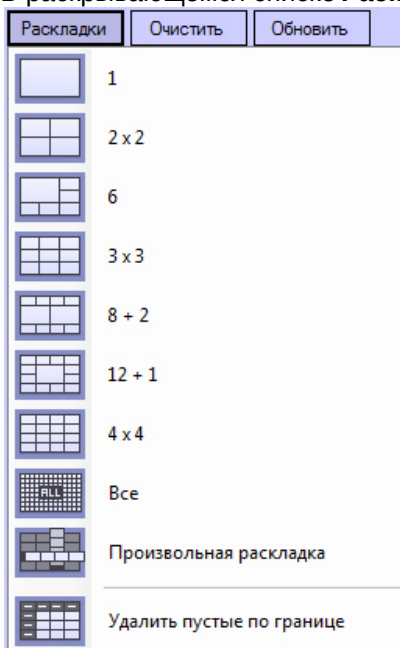 Раскладки Очистить Обновить
1
2 x 2
6
3 x 3
8 + 2
12 + 1
4 x 4
ALL Все
Произвольная раскладка
Удалить пустые по границе